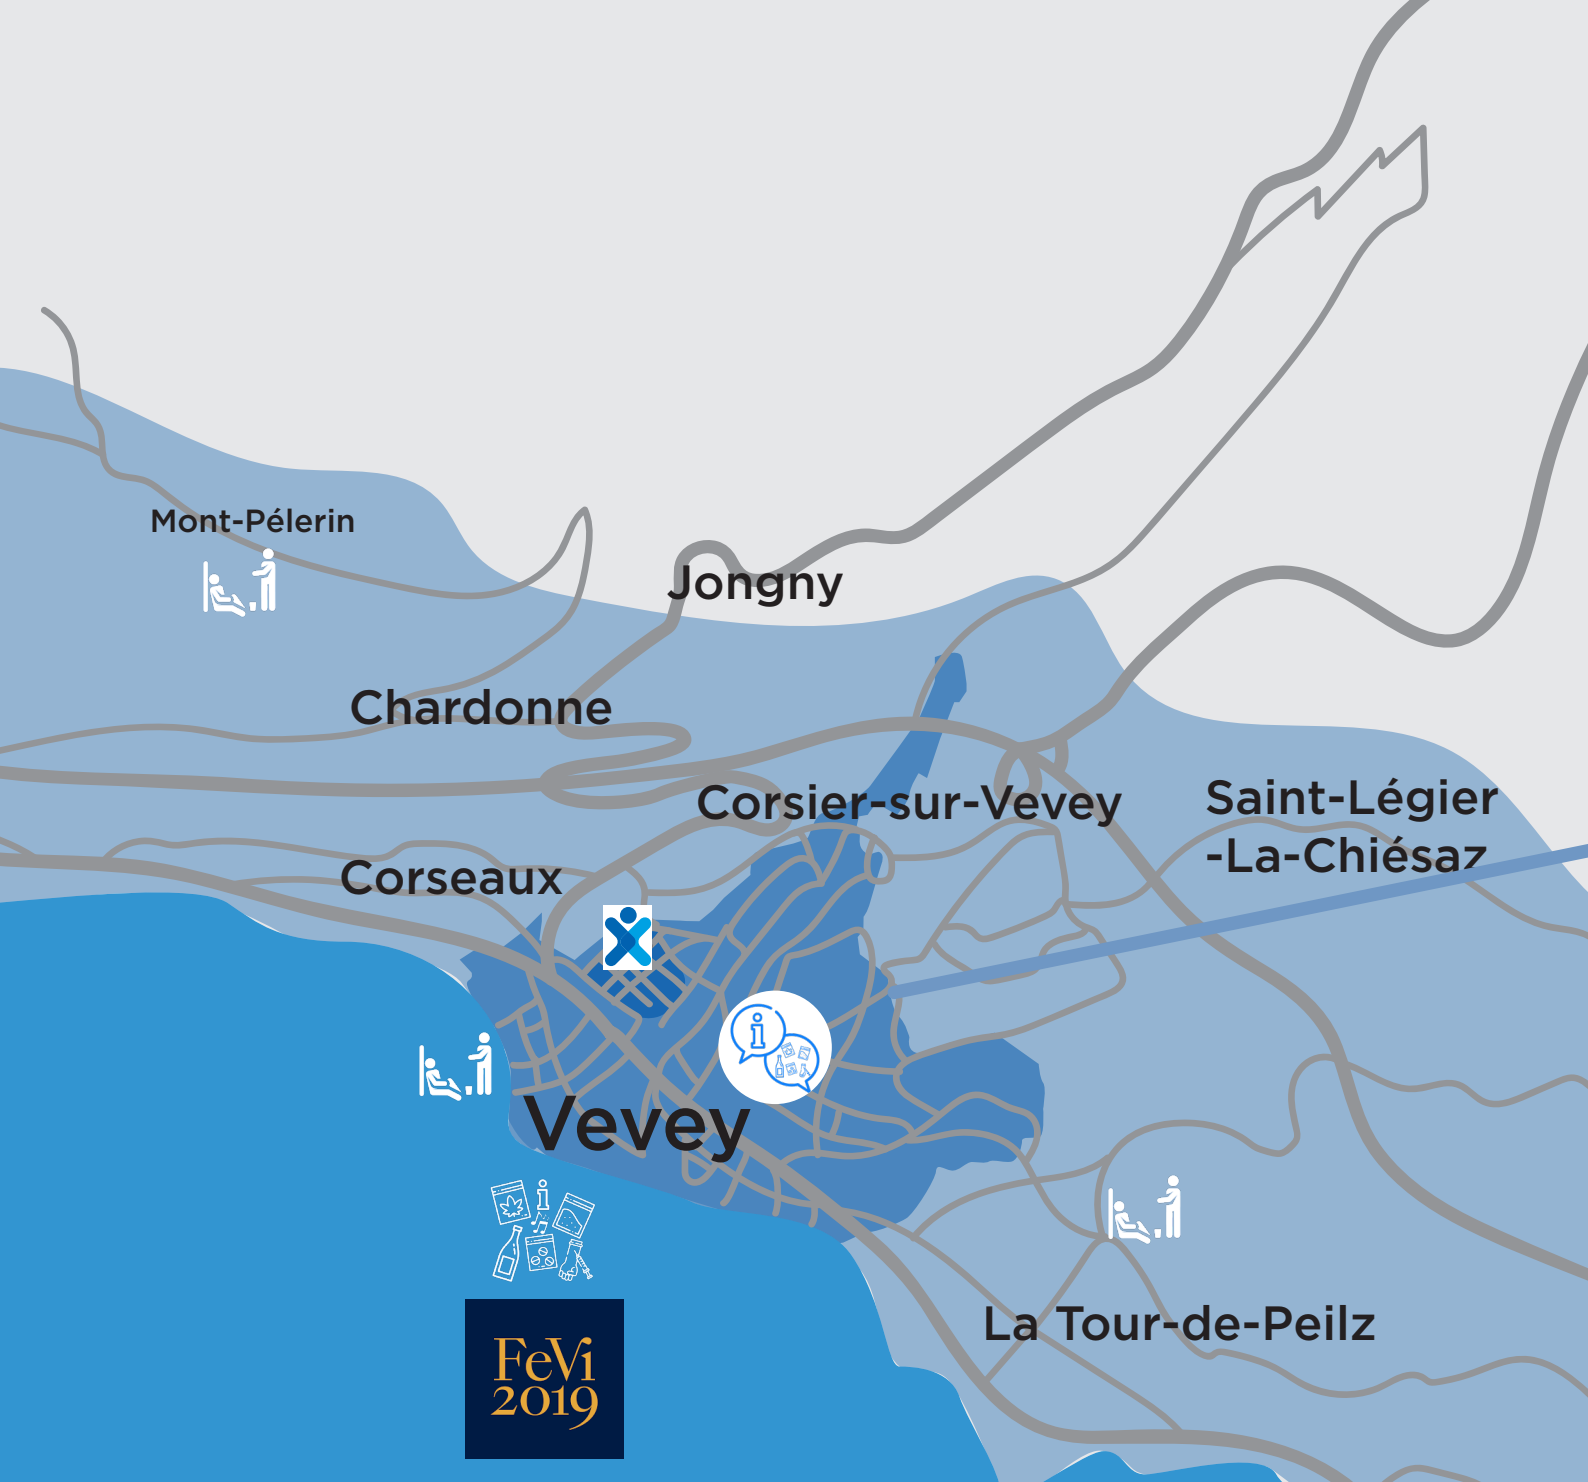 Mont-Pélerin
Jongny
Chardonne
Corsier-sur-Vevey
Saint-Légier
-La-Chiésaz
Corseaux
i
Vevey
i
La Tour-de-Peilz
FeVi
2019